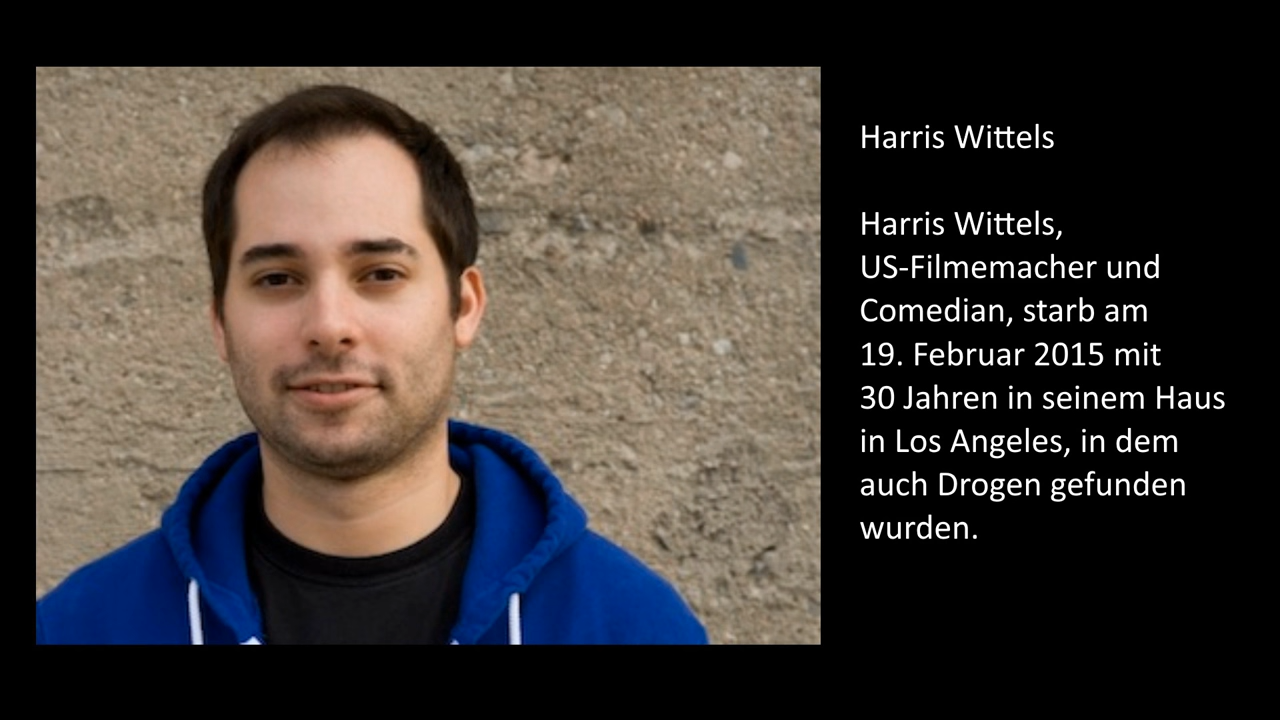 Harris Wittels
Harris Wittels,
US-Filmemacher und
Comedian, starb am
19. Februar 2015 mit
30 Jahren in seinem Haus
in Los Angeles, in dem
auch Drogen gefunden
wurden.